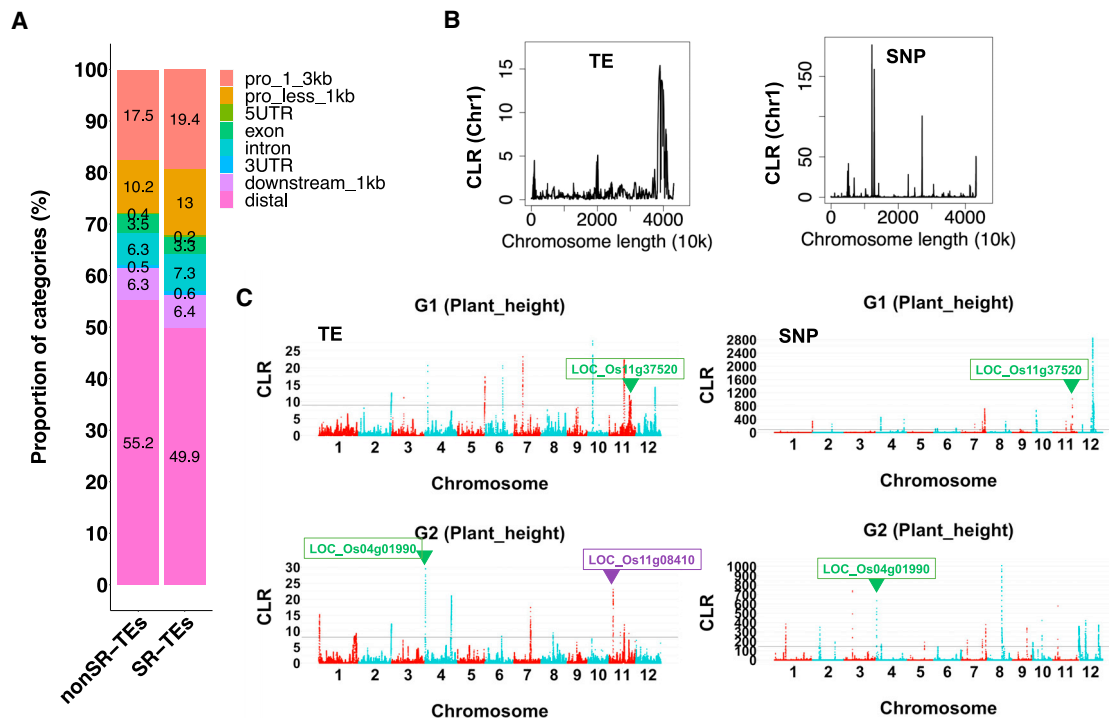 A
100
90
80
70
60
50
40
30
20
10
0
Proportion of categories (%)
17.5
10.2
0.4
3.5
6.3
0.5
6.3
55.2
19.4
13
0.2
3.3
7.3
0.6
6.4
49.9
nonSR-TEs
SR-TEs
pro_1_3kb
pro_less_1kb
5UTR
exon
intron
3UTR
downstream_1kb
distal
B
TE
CLR (Chr1)
15
10
5
0
0 2000 4000
Chromosome length (10k)
SNP
CLR (Chr1)
150
50
0
0 2000 4000
Chromosome length (10k)
C
G1 (Plant_height)
TE
LOC_Os11g37520
CLR
25
20
15
9
5
0
1 2 3 4 5 6 7 8 9 10 11 12
Chromosome
G1 (Plant_height)
SNP
LOC_Os11g37520
CLR
2800
2400
2000
1600
1200
800
400
0
1 2 3 4 5 6 7 8 9 10 11 12
Chromosome
G2 (Plant_height)
LOC_Os04g01990
LOC_Os11g08410
CLR
30
25
20
15
8
5
0
1 2 3 4 5 6 7 8 9 10 11 12
Chromosome
G2 (Plant_height)
LOC_Os04g01990
CLR
1000
900
800
700
600
500
400
300
200
100
0
1 2 3 4 5 6 7 8 9 10 11 12
Chromosome